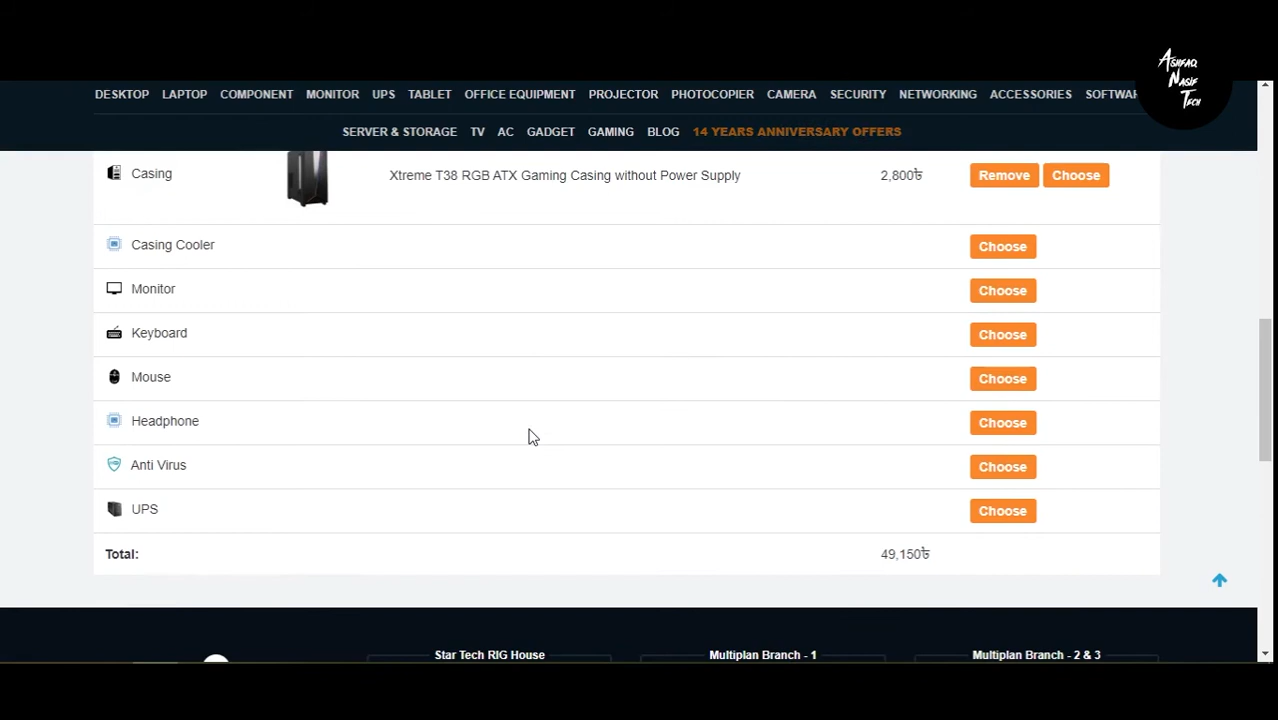 ASHFAQ
NASIF
TECH
DESKTOP LAPTOP COMPONENT MONITOR UPS TABLET OFFICE EQUIPMENT PROJECTOR PHOTOCOPIER CAMERA SECURITY NETWORKING ACCESSORIES SOFTWAR
SERVER & STORAGE TV AC GADGET GAMING BLOG 14 YEARS ANNIVERSARY OFFERS
Casing Xtreme T38 RGB ATX Gaming Casing without Power Supply 2,800৳ Remove Choose
Casing Cooler Choose
Monitor Choose
Keyboard Choose
Mouse Choose
Headphone Choose
Anti Virus Choose
UPS Choose
Total: 49,150৳
Star Tech RIG House Multiplan Branch - 1 Multiplan Branch - 2 & 3